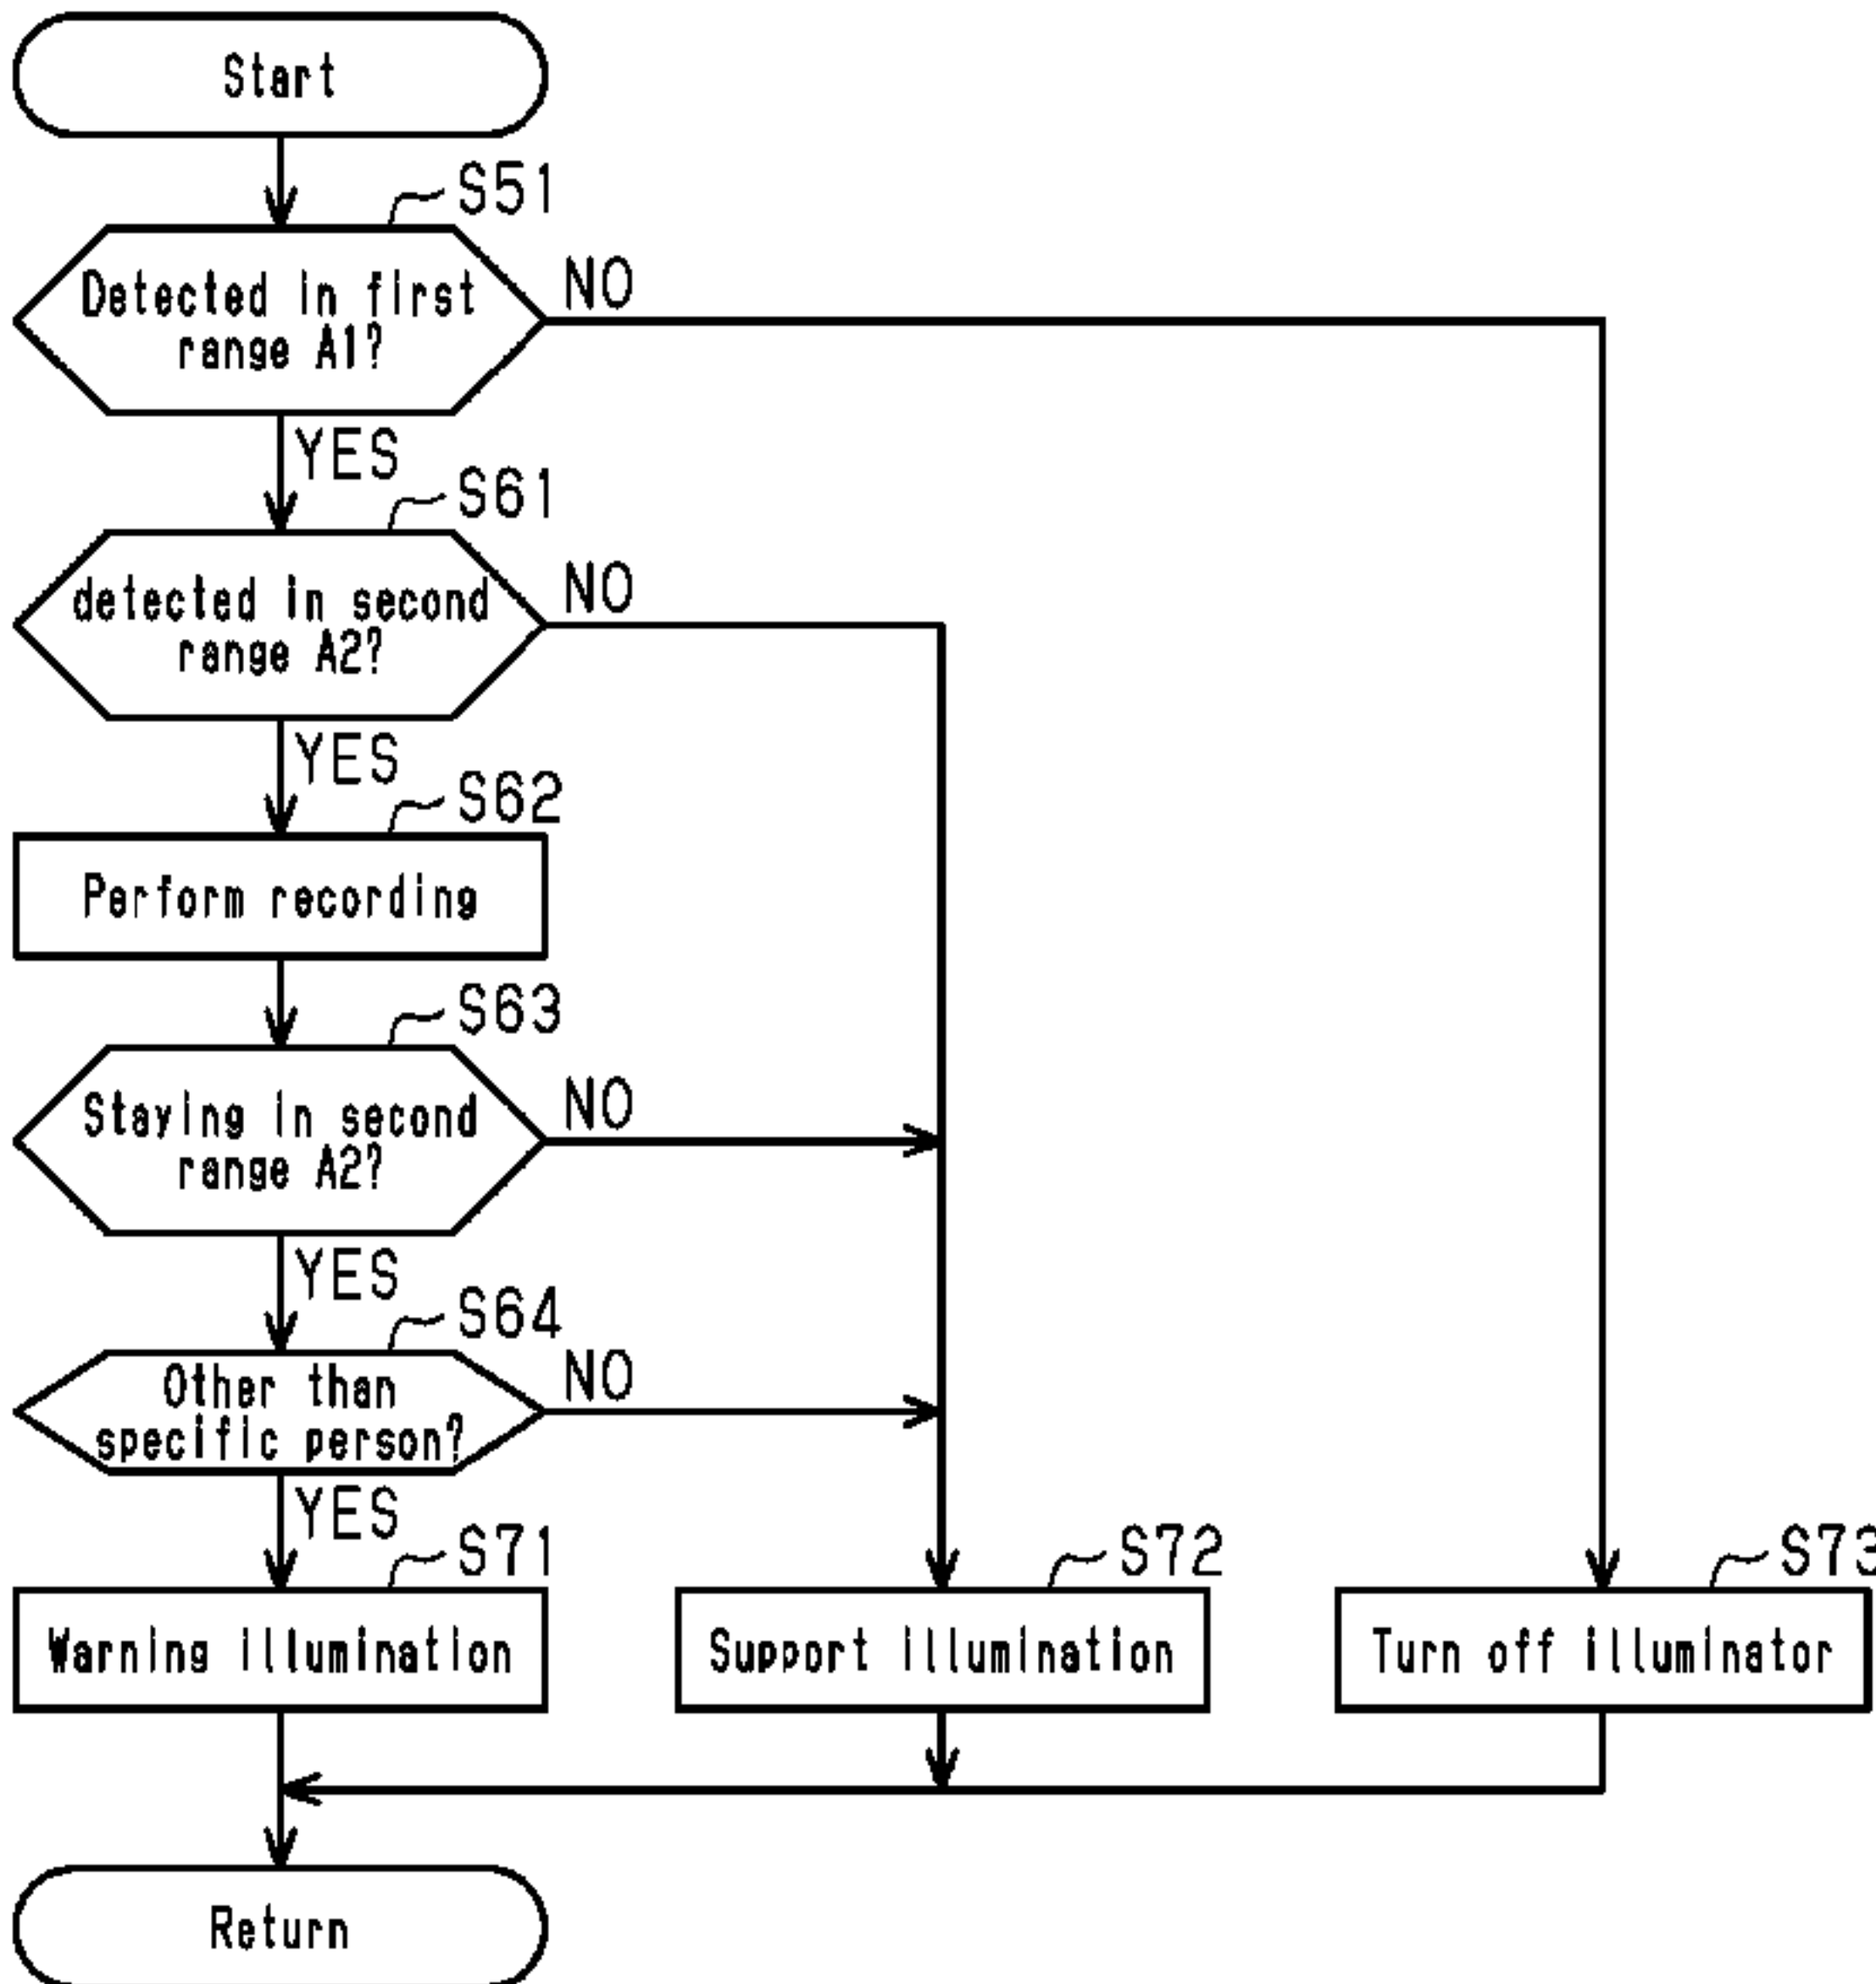 Start
S51
Detected in first
range A1?
NO
YES
S61
detected in second
range A2?
NO
YES
S62
Perform recording
S63
Staying in second
range A2?
NO
YES
S64
Other than
specific person?
NO
YES
S71
Warning illumination
S72
Support illumination
S73
Turn off illuminator
Return